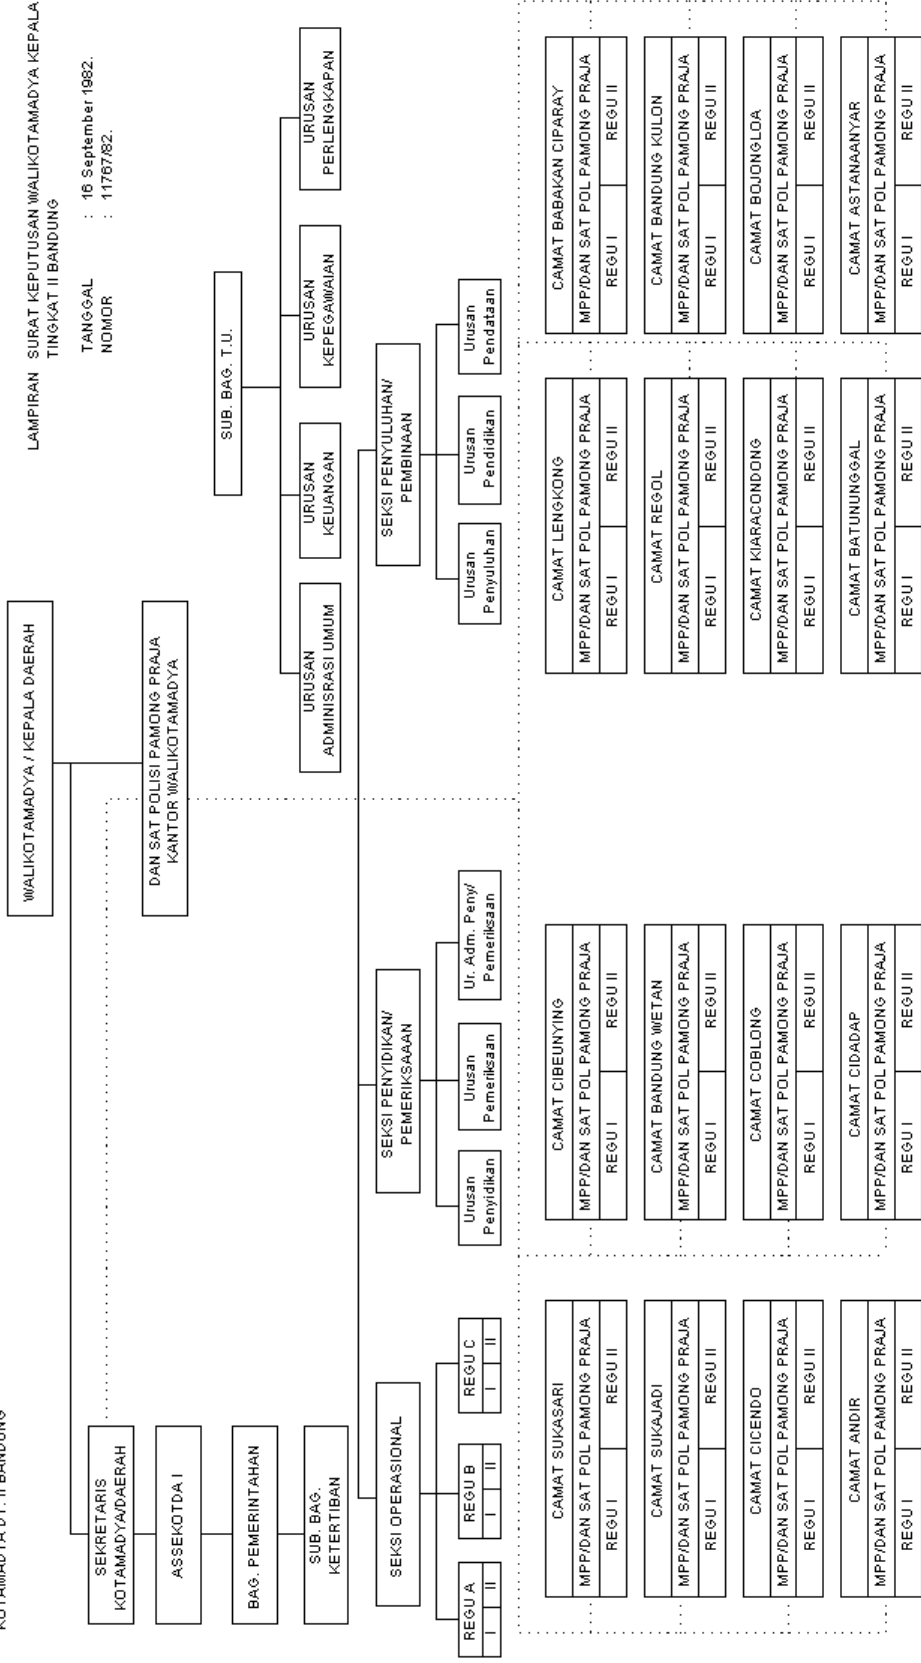 LAMPIRAN SURAT KEPUTUSAN WALIKOTAMADYA KEPALA
TINGKAT II BANDUNG
TANGGAL : 16 September 1982.
NOMOR : 11767/82.
KOTAMADYA DT. II BANDUNG
WALIKOTAMADYA / KEPALA DAERAH
SEKRETARIS
KOTAMADYA/DAERAH
DAN SAT POLISI PAMONG PRAJA
KANTOR WALIKOTAMADYA
ASSEKOTDA I
BAG. PEMERINTAHAN
SUB. BAG.
KETERTIBAN
SUB. BAG. T.U.
URUSAN
ADMINISRASI UMUM
URUSAN
KEUANGAN
URUSAN
KEPEGAWAIAN
URUSAN
PERLENGKAPAN
SEKSI OPERASIONAL
SEKSI PENYIDIKAN/
PEMERIKSAAAN
SEKSI PENYULUHAN/
PEMBINAAN
REGU A
I II
REGU B
I II
REGU C
I II
Urusan
Penyidikan
Urusan
Pemeriksaan
Ur. Adm. Peny/
Pemeriksaan
Urusan
Penyuluhan
Urusan
Pendidikan
Urusan
Pendataan
CAMAT SUKASARI
MPP/DAN SAT POL PAMONG PRAJA
REGU I REGU II
CAMAT CIBEUNYING
MPP/DAN SAT POL PAMONG PRAJA
REGU I REGU II
CAMAT LENGKONG
MPP/DAN SAT POL PAMONG PRAJA
REGU I REGU II
CAMAT BABAKAN CIPARAY
MPP/DAN SAT POL PAMONG PRAJA
REGU I REGU II
CAMAT SUKAJADI
MPP/DAN SAT POL PAMONG PRAJA
REGU I REGU II
CAMAT BANDUNG WETAN
MPP/DAN SAT POL PAMONG PRAJA
REGU I REGU II
CAMAT REGOL
MPP/DAN SAT POL PAMONG PRAJA
REGU I REGU II
CAMAT BANDUNG KULON
MPP/DAN SAT POL PAMONG PRAJA
REGU I REGU II
CAMAT CICENDO
MPP/DAN SAT POL PAMONG PRAJA
REGU I REGU II
CAMAT COBLONG
MPP/DAN SAT POL PAMONG PRAJA
REGU I REGU II
CAMAT KIARACONDONG
MPP/DAN SAT POL PAMONG PRAJA
REGU I REGU II
CAMAT BOJONGLOA
MPP/DAN SAT POL PAMONG PRAJA
REGU I REGU II
CAMAT ANDIR
MPP/DAN SAT POL PAMONG PRAJA
REGU I REGU II
CAMAT CIDADAP
MPP/DAN SAT POL PAMONG PRAJA
REGU I REGU II
CAMAT BATUNUNGGAL
MPP/DAN SAT POL PAMONG PRAJA
REGU I REGU II
CAMAT ASTANAANYAR
MPP/DAN SAT POL PAMONG PRAJA
REGU I REGU II